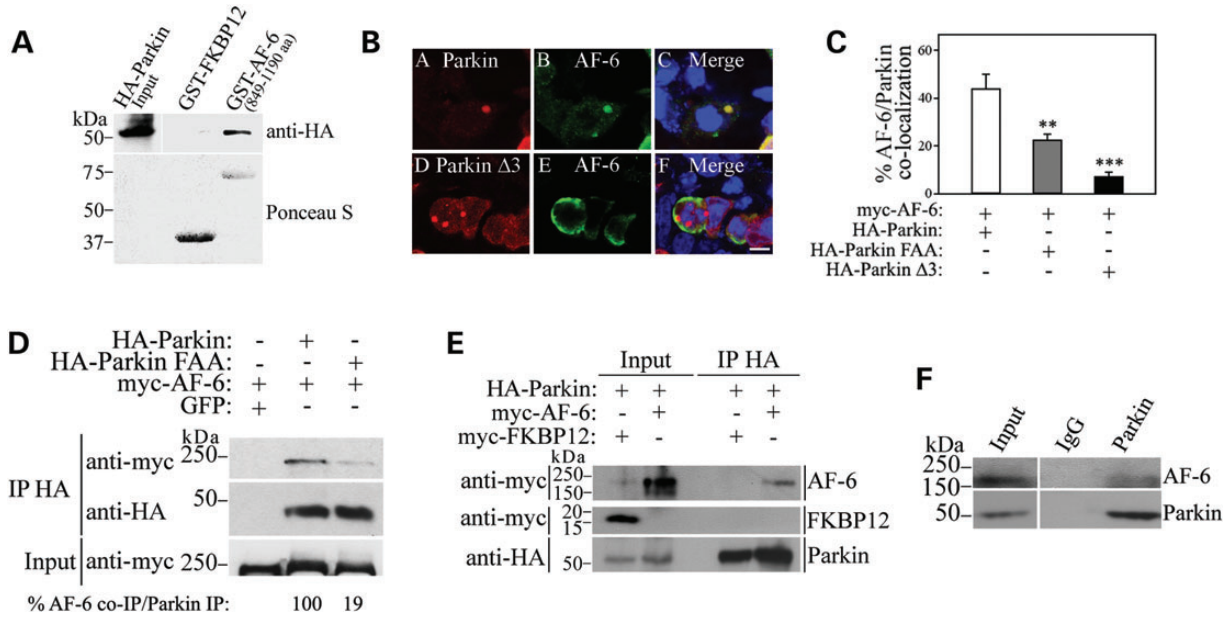 A
HA-Parkin
Input
GST-FKBP12
GST-AF-6
(849-1190 aa)
kDa
50
anti-HA
75
50
37
Ponceau S
B
A Parkin
B AF-6
C Merge
D Parkin Δ3
E AF-6
F Merge
C
% AF-6/Parkin
co-localization
60
40
20
0
**
***
myc-AF-6: + + +
HA-Parkin: + - -
HA-Parkin FAA: - + -
HA-Parkin Δ3: - - +
D
HA-Parkin: - + -
HA-Parkin FAA: - - +
myc-AF-6: + + +
GFP: + - -
kDa
IP HA
anti-myc 250
anti-HA 50
Input anti-myc 250
% AF-6 co-IP/Parkin IP: 100 19
E
Input IP HA
HA-Parkin: + + + +
myc-AF-6: - + - +
myc-FKBP12: + - + -
kDa
anti-myc 250 AF-6
150
anti-myc 20 FKBP12
15
anti-HA 50 Parkin
F
Input IgG Parkin
kDa
250
150 AF-6
50 Parkin